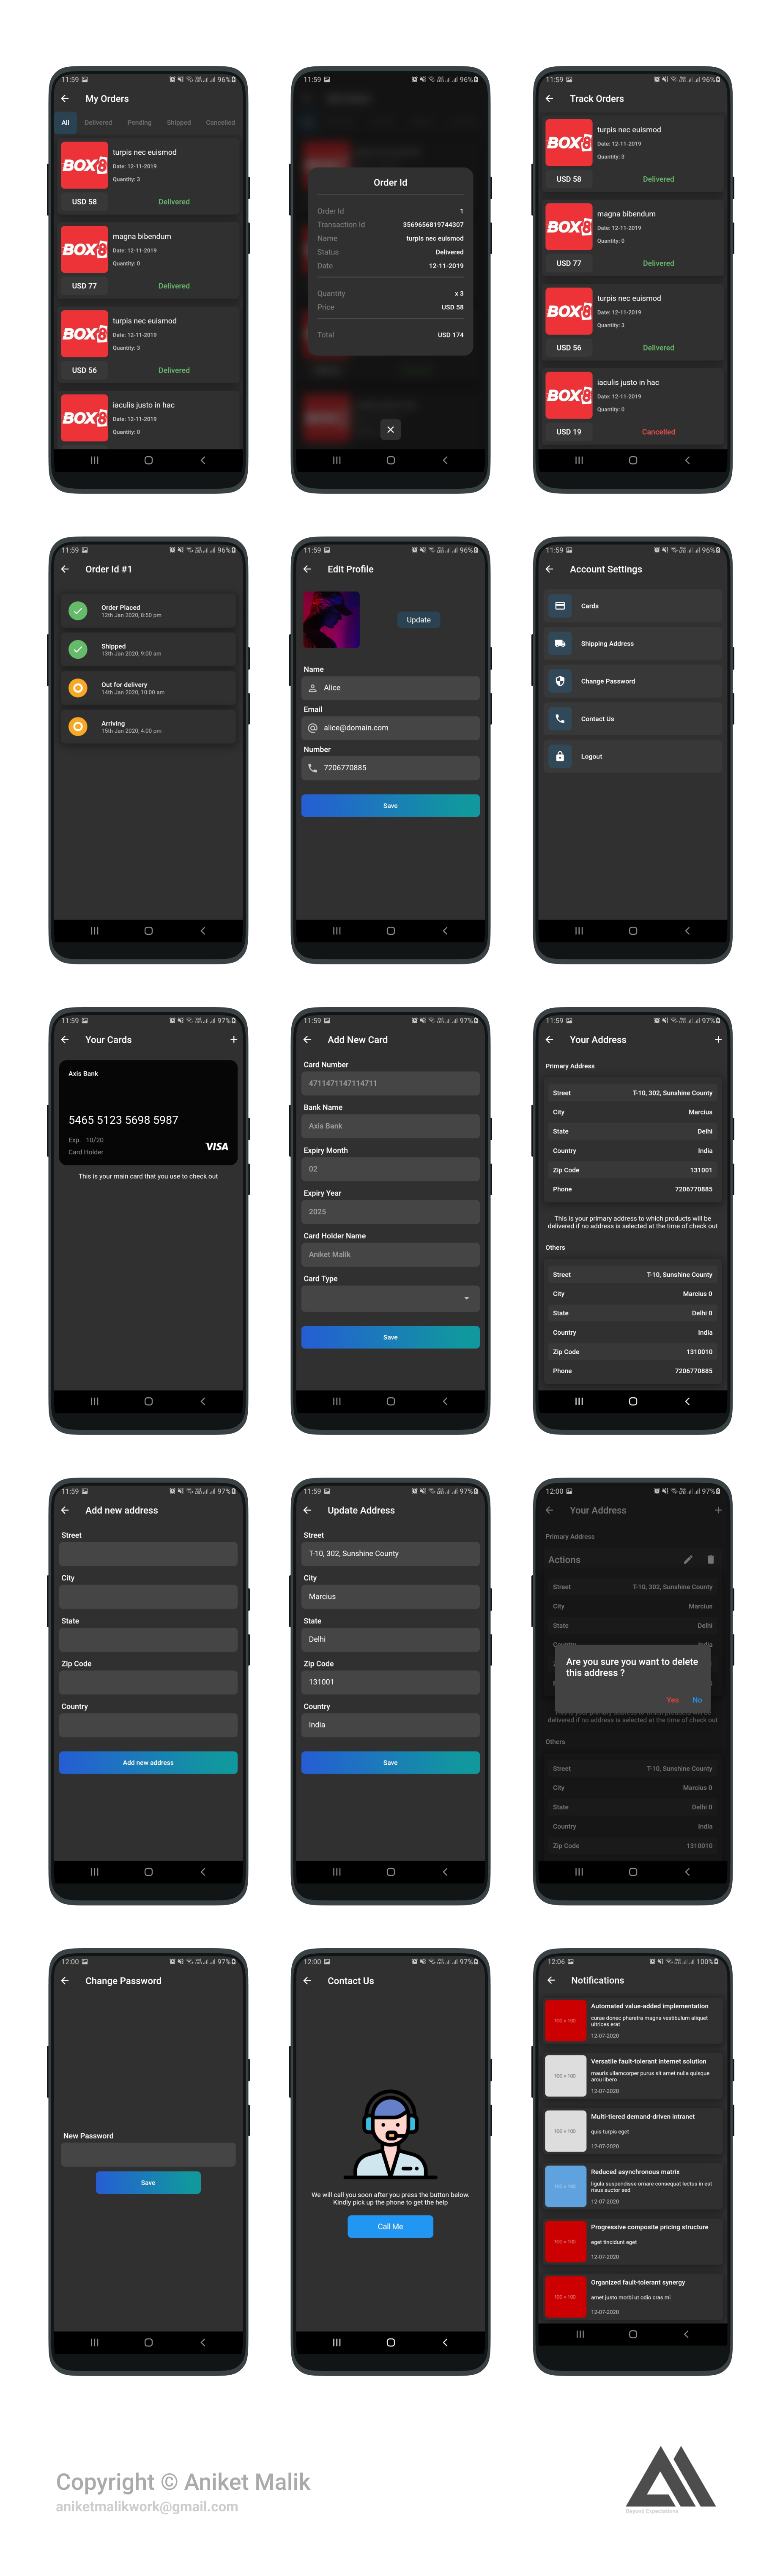 11:59 96%
My Orders
All Delivered Pending Shipped Cancelled
BOX8
turpis nec euismod
Date: 12-11-2019
Quantity: 3
USD 58 Delivered
BOX8
magna bibendum
Date: 12-11-2019
Quantity: 0
USD 77 Delivered
BOX8
turpis nec euismod
Date: 12-11-2019
Quantity: 3
USD 56 Delivered
BOX8
iaculis justo in hac
Date: 12-11-2019
Quantity: 0
11:59 96%
Order Id
Order Id 1
Transaction Id 3569656819744307
Name turpis nec euismod
Status Delivered
Date 12-11-2019
Quantity x 3
Price USD 58
Total USD 174
11:59 96%
Track Orders
BOX8
turpis nec euismod
Date: 12-11-2019
Quantity: 3
USD 58 Delivered
BOX8
magna bibendum
Date: 12-11-2019
Quantity: 0
USD 77 Delivered
BOX8
turpis nec euismod
Date: 12-11-2019
Quantity: 3
USD 56 Delivered
BOX8
iaculis justo in hac
Date: 12-11-2019
Quantity: 0
USD 19 Cancelled
11:59 96%
Order Id #1
Order Placed
12th Jan 2020, 8:50 pm
Shipped
13th Jan 2020, 9:00 am
Out for delivery
14th Jan 2020, 10:00 am
Arriving
15th Jan 2020, 4:00 pm
11:59 96%
Edit Profile
Update
Name
Alice
Email
alice@domain.com
Number
7206770885
Save
11:59 96%
Account Settings
Cards
Shipping Address
Change Password
Contact Us
Logout
11:59 97%
Your Cards
Axis Bank
5465 5123 5698 5987
Exp. 10/20
Card Holder
VISA
This is your main card that you use to check out
11:59 97%
Add New Card
Card Number
4711471147114711
Bank Name
Axis Bank
Expiry Month
02
Expiry Year
2025
Card Holder Name
Aniket Malik
Card Type
Save
11:59 97%
Your Address
Primary Address
Street T-10, 302, Sunshine County
City Marcius
State Delhi
Country India
Zip Code 131001
Phone 7206770885
This is your primary address to which products will be
delivered if no address is selected at the time of check out
Others
Street T-10, Sunshine County
City Marcius 0
State Delhi 0
Country India
Zip Code 1310010
Phone 7206770885
11:59 97%
Add new address
Street
City
State
Zip Code
Country
Add new address
11:59 97%
Update Address
Street
T-10, 302, Sunshine County
City
Marcius
State
Delhi
Zip Code
131001
Country
India
Save
12:00 97%
Your Address
Primary Address
Actions
Street T-10, 302, Sunshine County
City Marcius
State Delhi
Are you sure you want to delete
this address ?
Yes No
delivered if no address is selected at the time of check out
Others
Street T-10, Sunshine County
City Marcius 0
State Delhi 0
Country India
Zip Code 1310010
12:00 97%
Change Password
New Password
Save
12:00 97%
Contact Us
We will call you soon after you press the button below.
Kindly pick up the phone to get the help
Call Me
12:06 100%
Notifications
100 × 100
Automated value-added implementation
curae donec pharetra magna vestibulum aliquet
ultrices erat
12-07-2020
100 × 100
Versatile fault-tolerant internet solution
mauris ullamcorper purus sit amet nulla quisque
arcu libero
12-07-2020
100 × 100
Multi-tiered demand-driven intranet
quis turpis eget
12-07-2020
100 × 100
Reduced asynchronous matrix
ligula suspendisse ornare consequat lectus in est
risus auctor sed
12-07-2020
100 × 100
Progressive composite pricing structure
eget tincidunt eget
12-07-2020
100 × 100
Organized fault-tolerant synergy
amet justo morbi ut odio cras mi
12-07-2020
Copyright © Aniket Malik
aniketmalikwork@gmail.com
Beyond Expectations